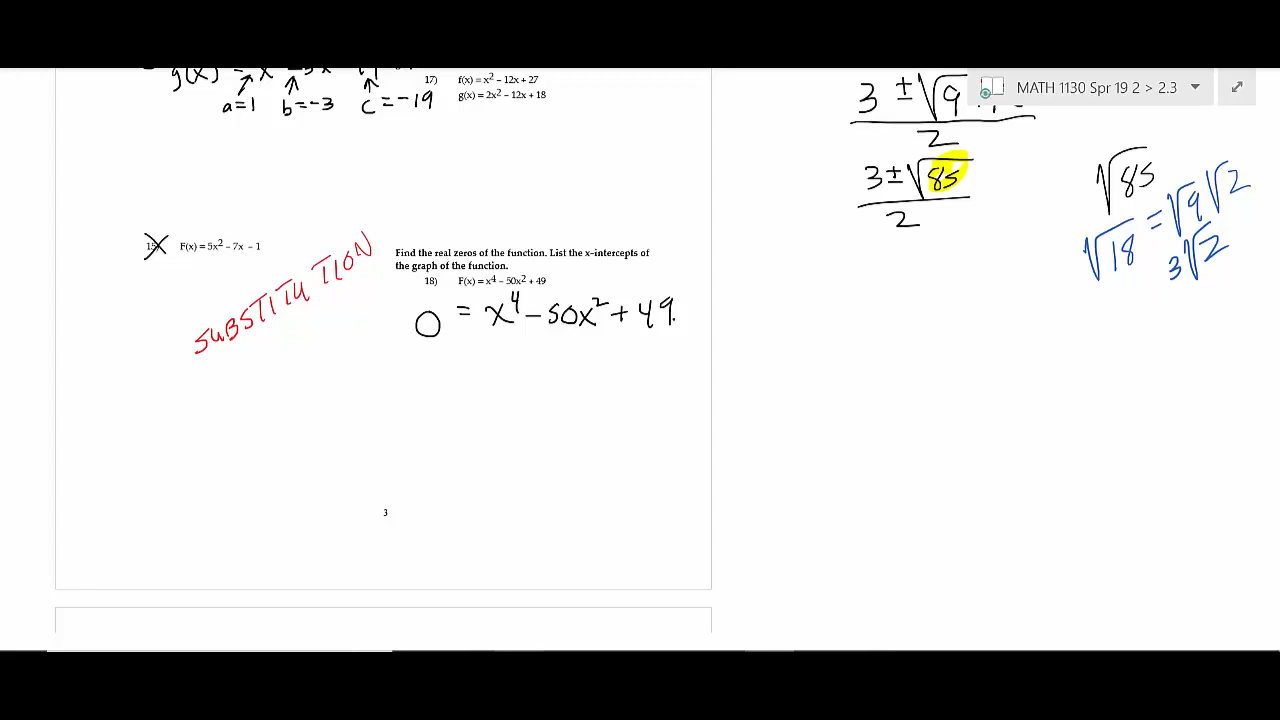 g(x) =
a=1 b=-3 c=-19
17) f(x) = x² – 12x + 27
g(x) = 2x² – 12x + 18
F(x) = 5x² – 7x – 1
SUBSTITUTION
Find the real zeros of the function. List the x-intercepts of
the graph of the function.
18) F(x) = x⁴ – 50x² + 49
0 = x⁴ - 50x² + 49.
3
MATH 1130 Spr 19 2 > 2.3
3 ± √9
2
3 ± √85
2
√85
√18 = √9 √2
3√2